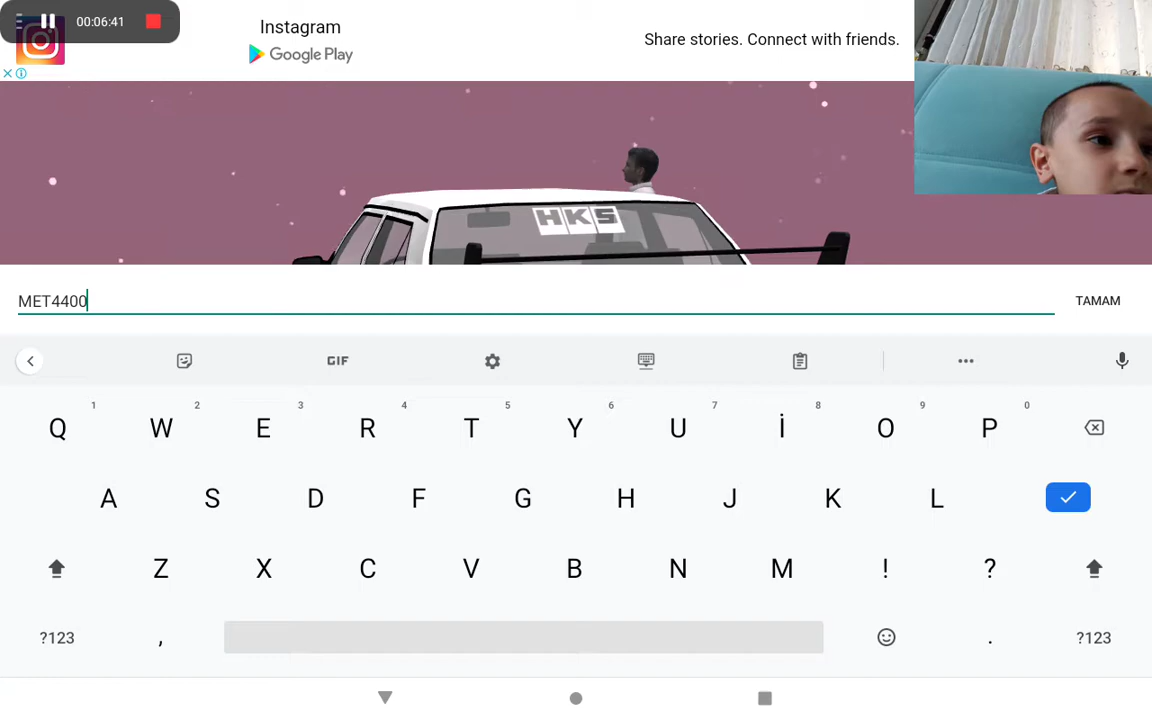 00:06:41
Instagram
Google Play
Share stories. Connect with friends.
HKS
MET4400
TAMAM
GIF
1 2 3 4 5 6 7 8 9 0
Q W E R T Y U İ O P
A S D F G H J K L
Z X C V B N M ! ?
?123 , . ?123